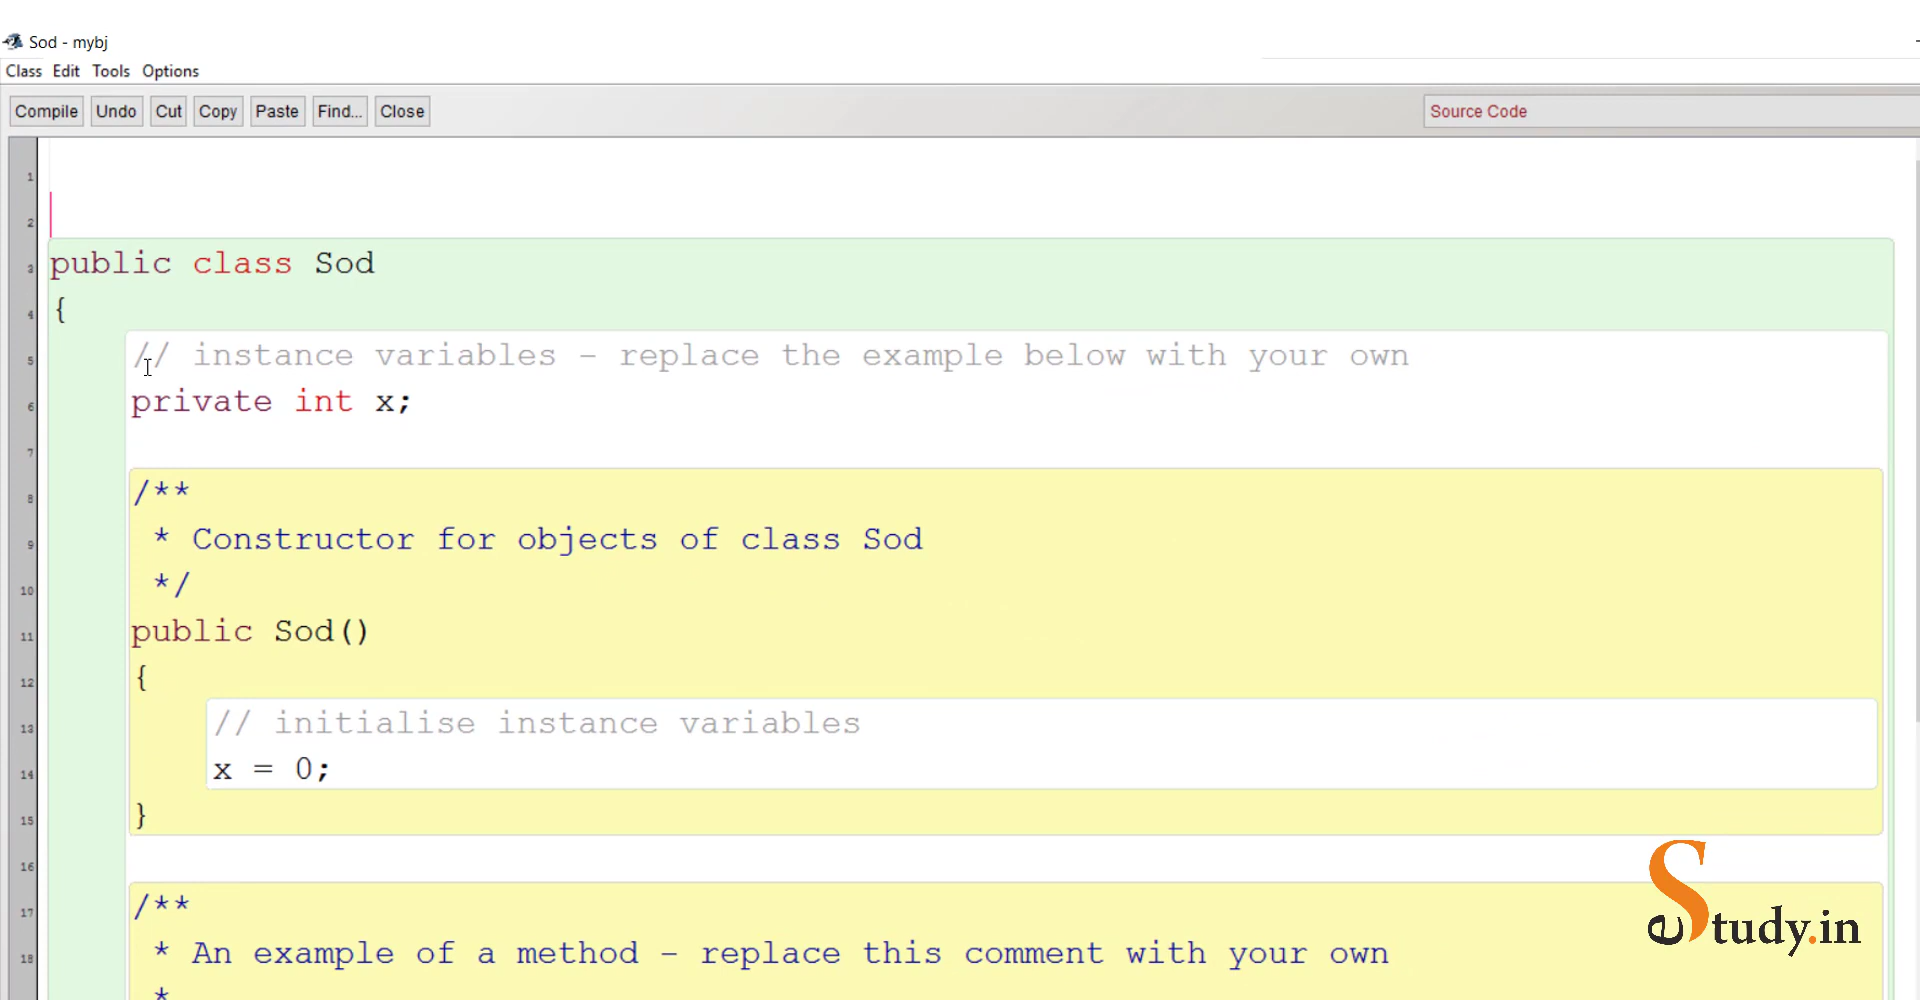 Sod - mybj
Class Edit Tools Options
Compile Undo Cut Copy Paste Find... Close Source Code
1
2
3 public class Sod
4 {
5 // instance variables - replace the example below with your own
6 private int x;
7
8 /**
9 * Constructor for objects of class Sod
10 */
11 public Sod()
12 {
13 // initialise instance variables
14 x = 0;
15 }
16
17 /**
18 * An example of a method - replace this comment with your own
*
eStudy.in